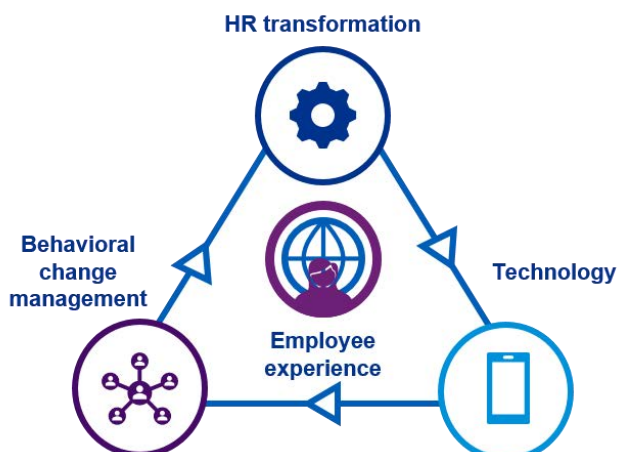 HR transformation
Behavioral
change
management
Technology
Employee
experience